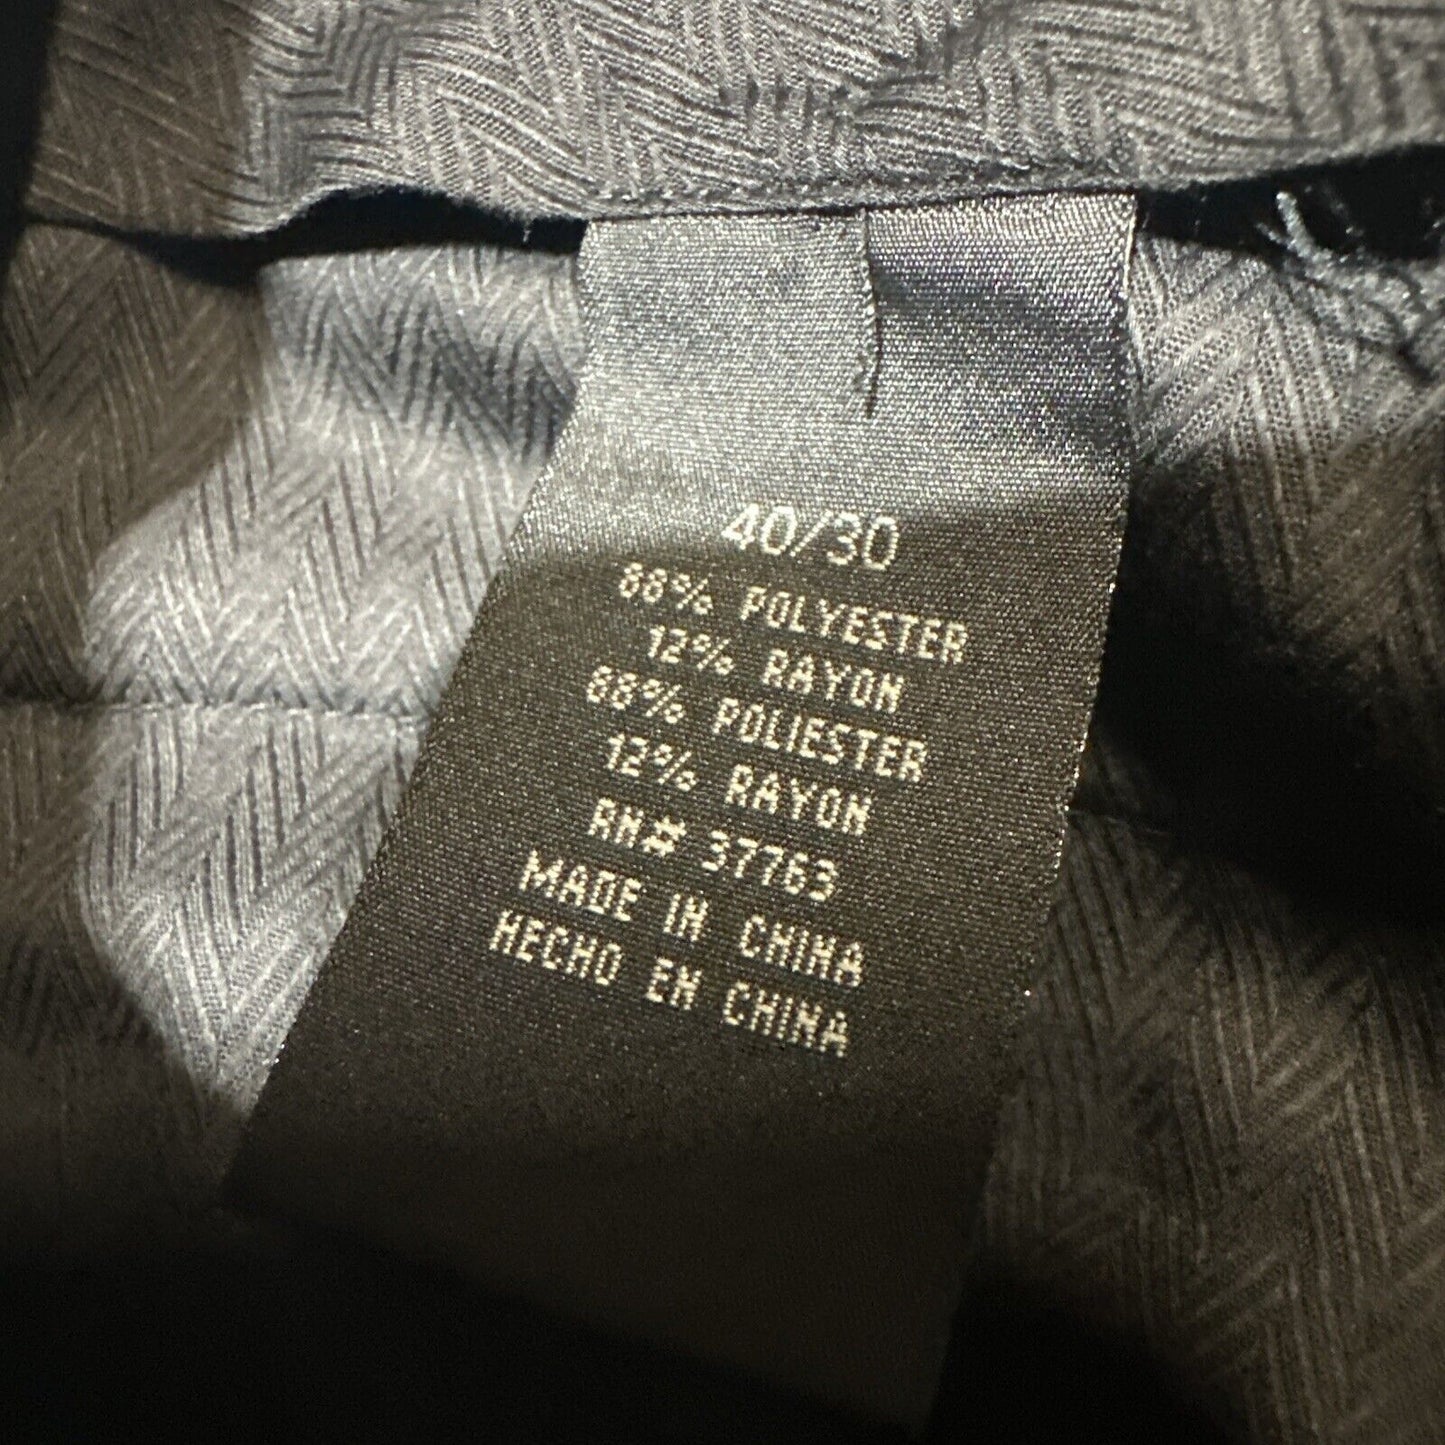 40/30
88% POLYESTER
12% RAYON
88% POLIESTER
12% RAYON
RN# 37763
MADE IN CHINA
HECHO EN CHINA